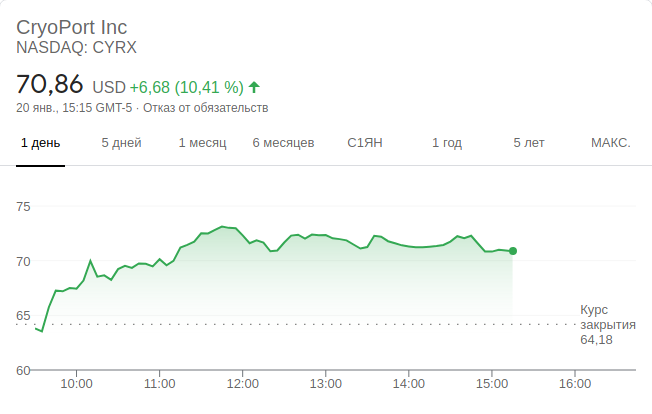 CryoPort Inc
NASDAQ: CYRX
70,86 USD +6,68 (10,41 %)
20 янв., 15:15 GMT-5 · Отказ от обязательств
1 день 5 дней 1 месяц 6 месяцев С1ЯН 1 год 5 лет МАКС.
75
70
65
Курс
закрытия
64,18
60
10:00 11:00 12:00 13:00 14:00 15:00 16:00